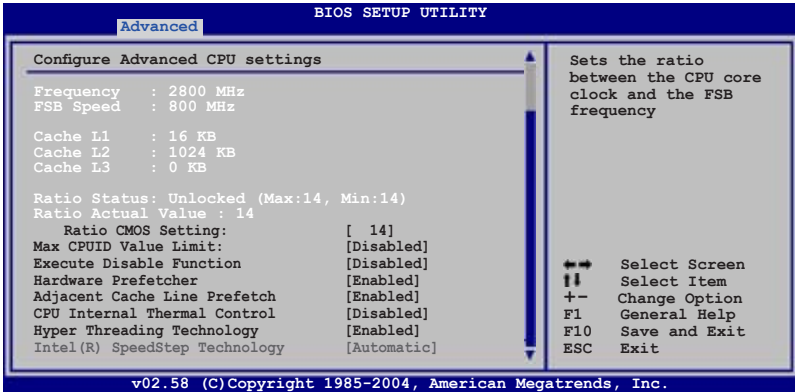 BIOS SETUP UTILITY
Advanced
Configure Advanced CPU settings
Frequency : 2800 MHz
FSB Speed : 800 MHz
Cache L1 : 16 KB
Cache L2 : 1024 KB
Cache L3 : 0 KB
Ratio Status: Unlocked (Max:14, Min:14)
Ratio Actual Value : 14
Ratio CMOS Setting: [ 14]
Max CPUID Value Limit: [Disabled]
Execute Disable Function [Disabled]
Hardware Prefetcher [Enabled]
Adjacent Cache Line Prefetch [Enabled]
CPU Internal Thermal Control [Disabled]
Hyper Threading Technology [Enabled]
Intel(R) SpeedStep Technology [Automatic]
Sets the ratio
between the CPU core
clock and the FSB
frequency
←→ Select Screen
↑↓ Select Item
+- Change Option
F1 General Help
F10 Save and Exit
ESC Exit
v02.58 (C)Copyright 1985-2004, American Megatrends, Inc.